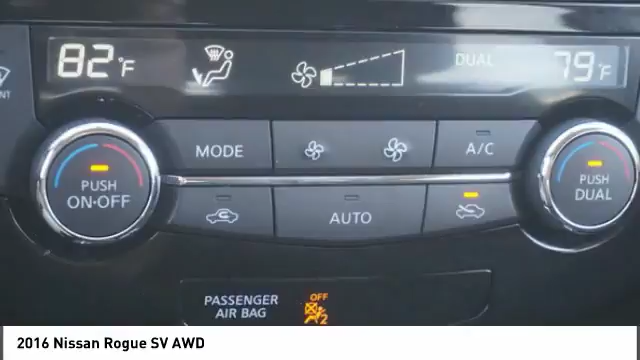 82°F DUAL 79°F
MODE A/C
PUSH
ON·OFF
PUSH
DUAL
AUTO
PASSENGER
AIR BAG
OFF
2
2016 Nissan Rogue SV AWD